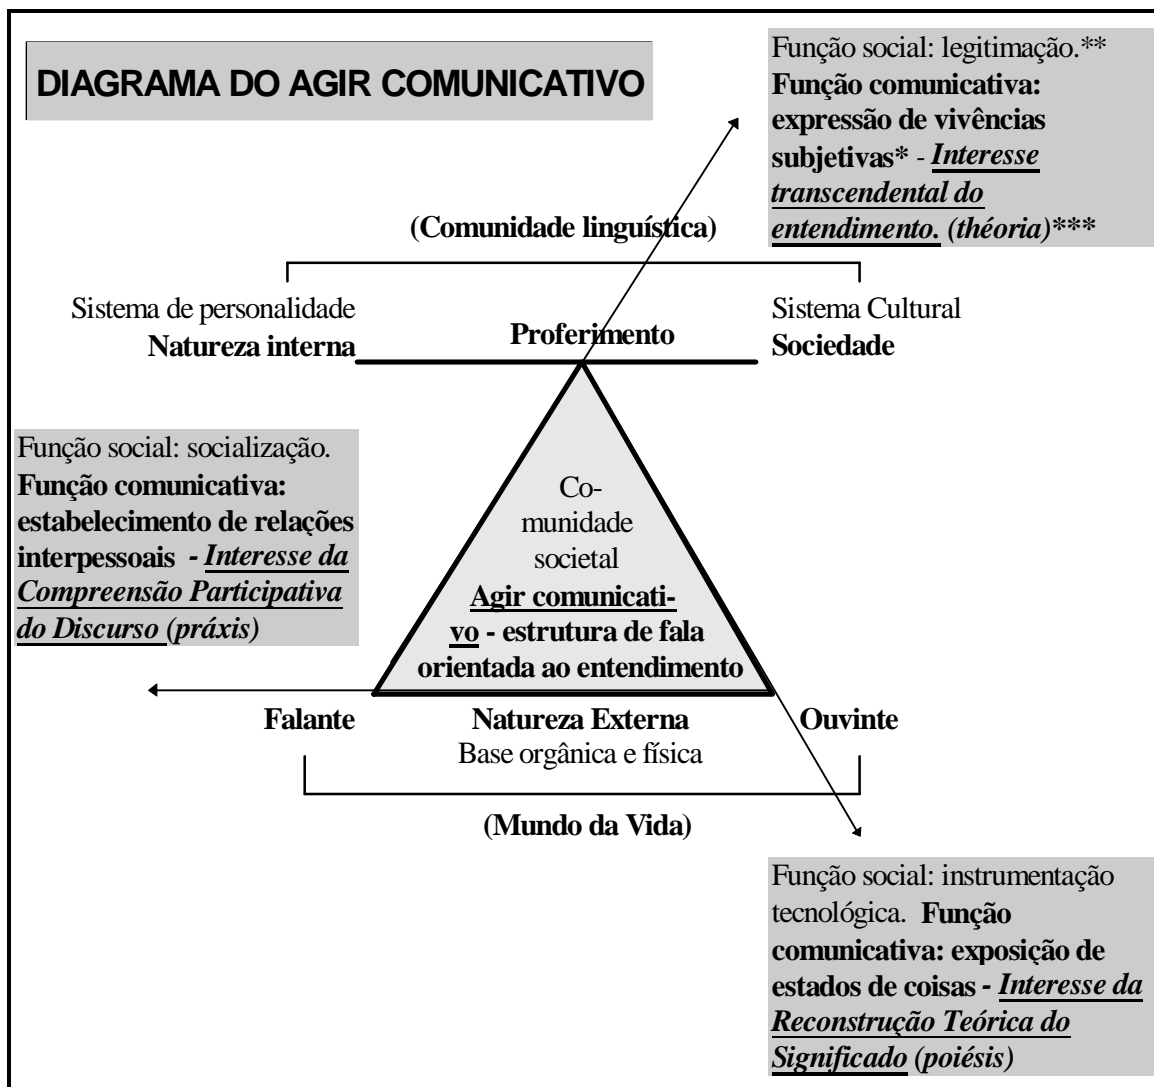 DIAGRAMA DO AGIR COMUNICATIVO
Função social: legitimação.**
Função comunicativa:
expressão de vivências
subjetivas* - Interesse
transcendental do
entendimento. (théoria)***
(Comunidade linguística)
Sistema de personalidade
Natureza interna
Proferimento
Sistema Cultural
Sociedade
Função social: socialização.
Função comunicativa:
estabelecimento de relações
interpessoais - Interesse da
Compreensão Participativa
do Discurso (práxis)
Co-
munidade
societal
Agir comunicati-
vo - estrutura de fala
orientada ao entendimento
Falante
Natureza Externa
Base orgânica e física
Ouvinte
(Mundo da Vida)
Função social: instrumentação
tecnológica. Função
comunicativa: exposição de
estados de coisas - Interesse da
Reconstrução Teórica do
Significado (poiésis)